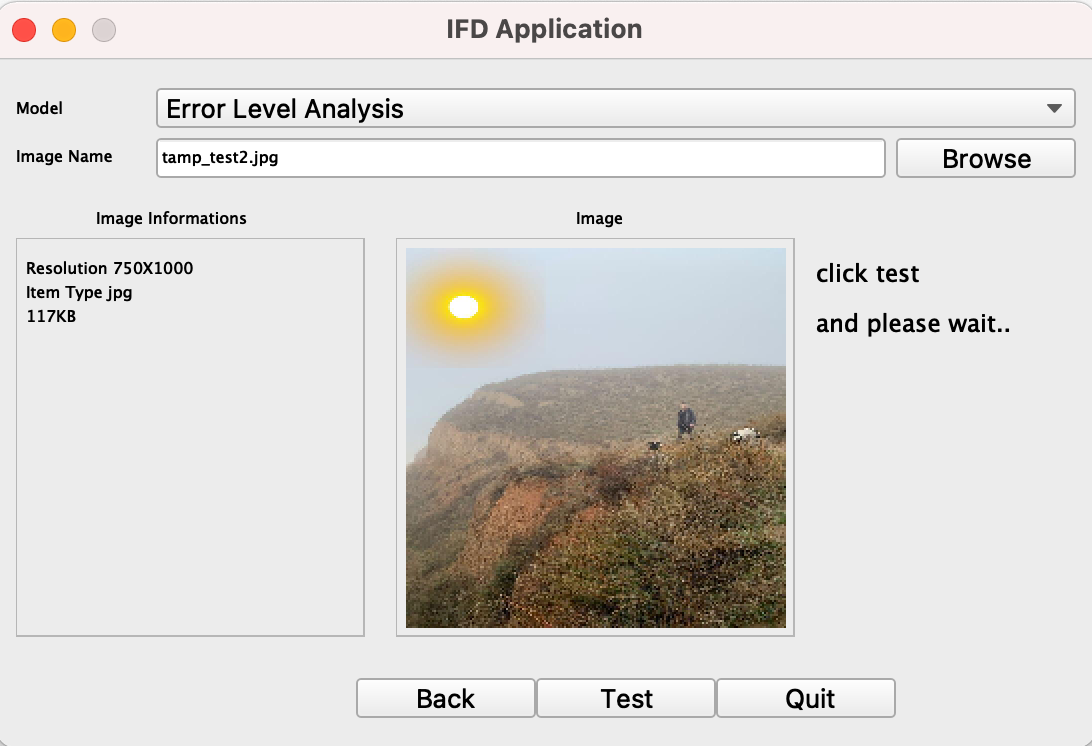 IFD Application
Model
Error Level Analysis
Image Name
tamp_test2.jpg
Browse
Image Informations
Image
Resolution 750X1000
Item Type jpg
117KB
click test
and please wait..
Back
Test
Quit